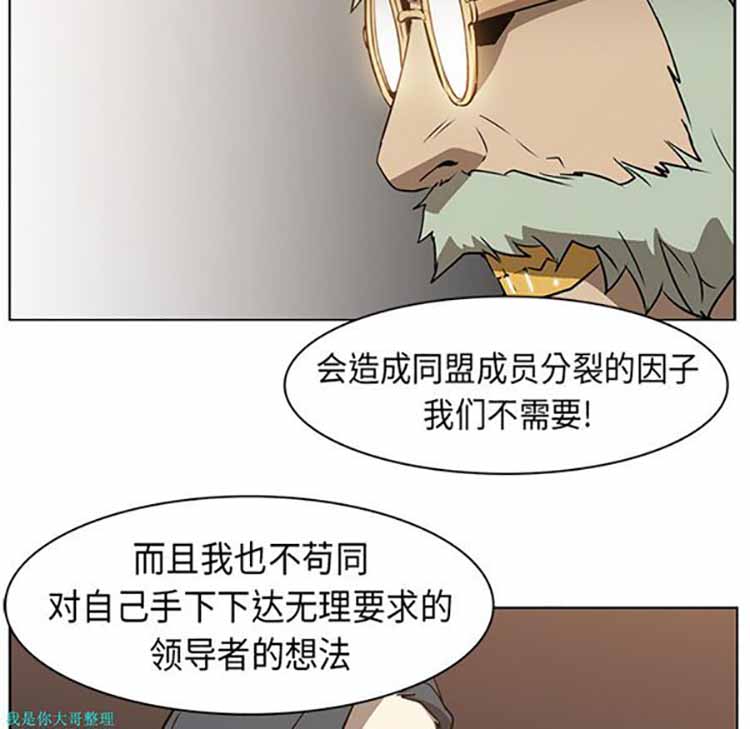 会造成同盟成员分裂的因子
我们不需要!
而且我也不苟同
对自己手下下达无理要求的
领导者的想法
我是你大哥整理